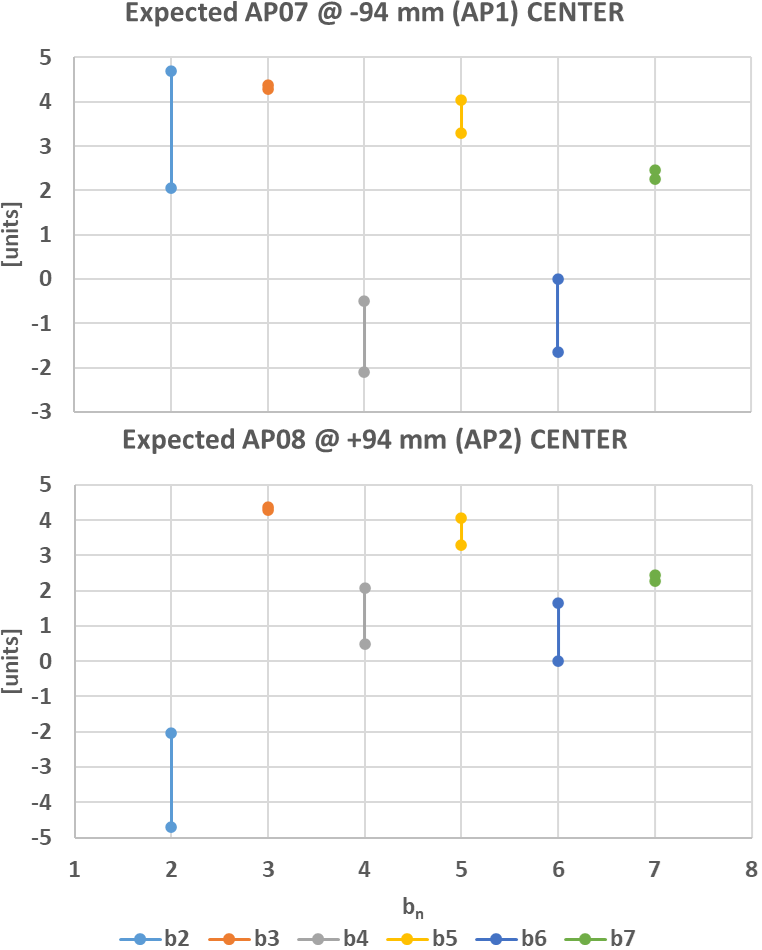 Expected AP07 @ -94 mm (AP1) CENTER
5
4
3
2
1
0
-1
-2
-3
[units]
Expected AP08 @ +94 mm (AP2) CENTER
5
4
3
2
1
0
-1
-2
-3
-4
-5
[units]
1 2 3 4 5 6 7 8
bn
b2 b3 b4 b5 b6 b7